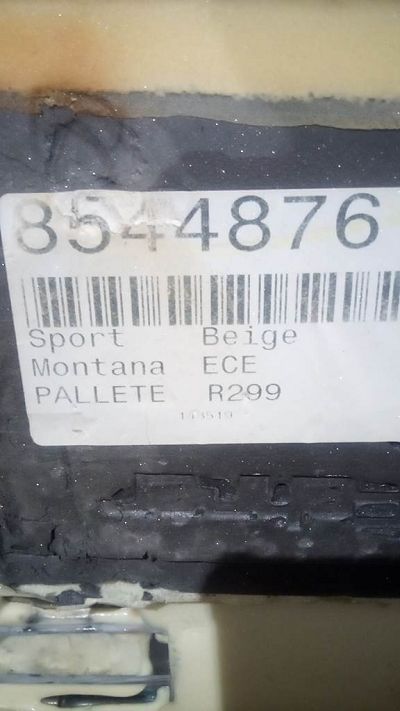 8544876
Sport Beige
Montana ECE
PALLETE R299
143519